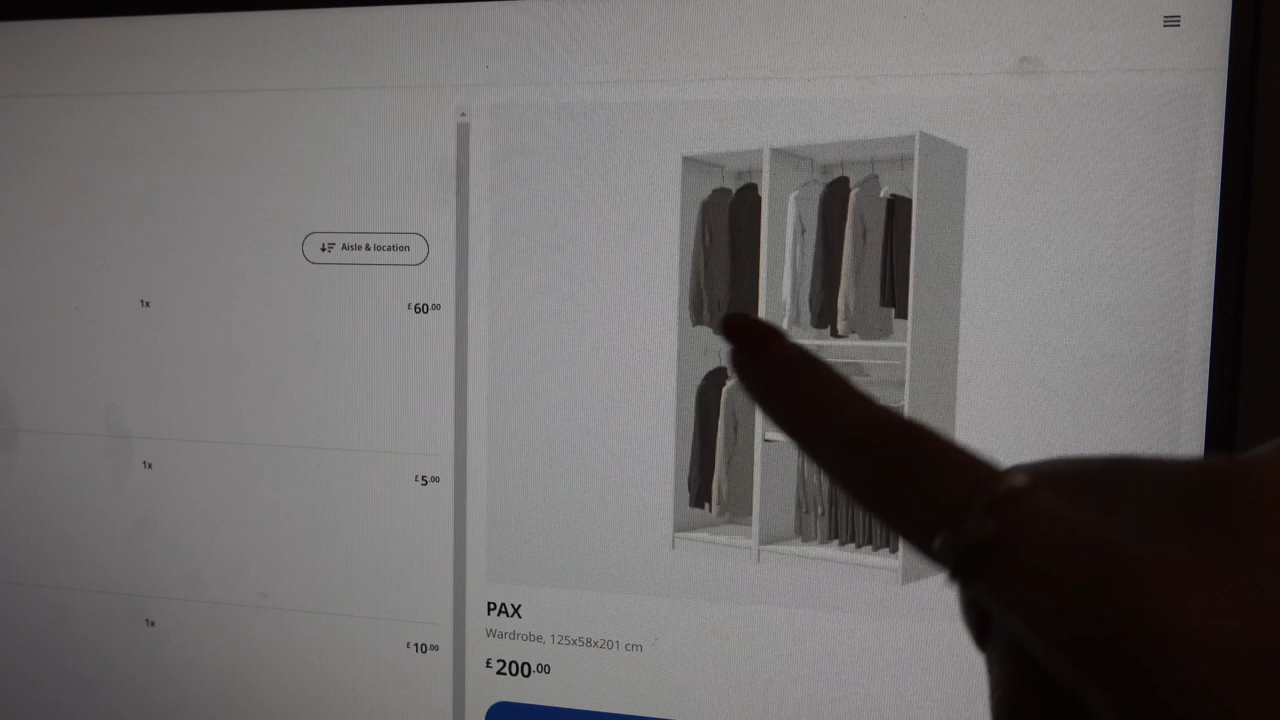 Aisle & location
1x
£60.00
1x
£5.00
1x
£10.00
PAX
Wardrobe, 125x58x201 cm
£200.00